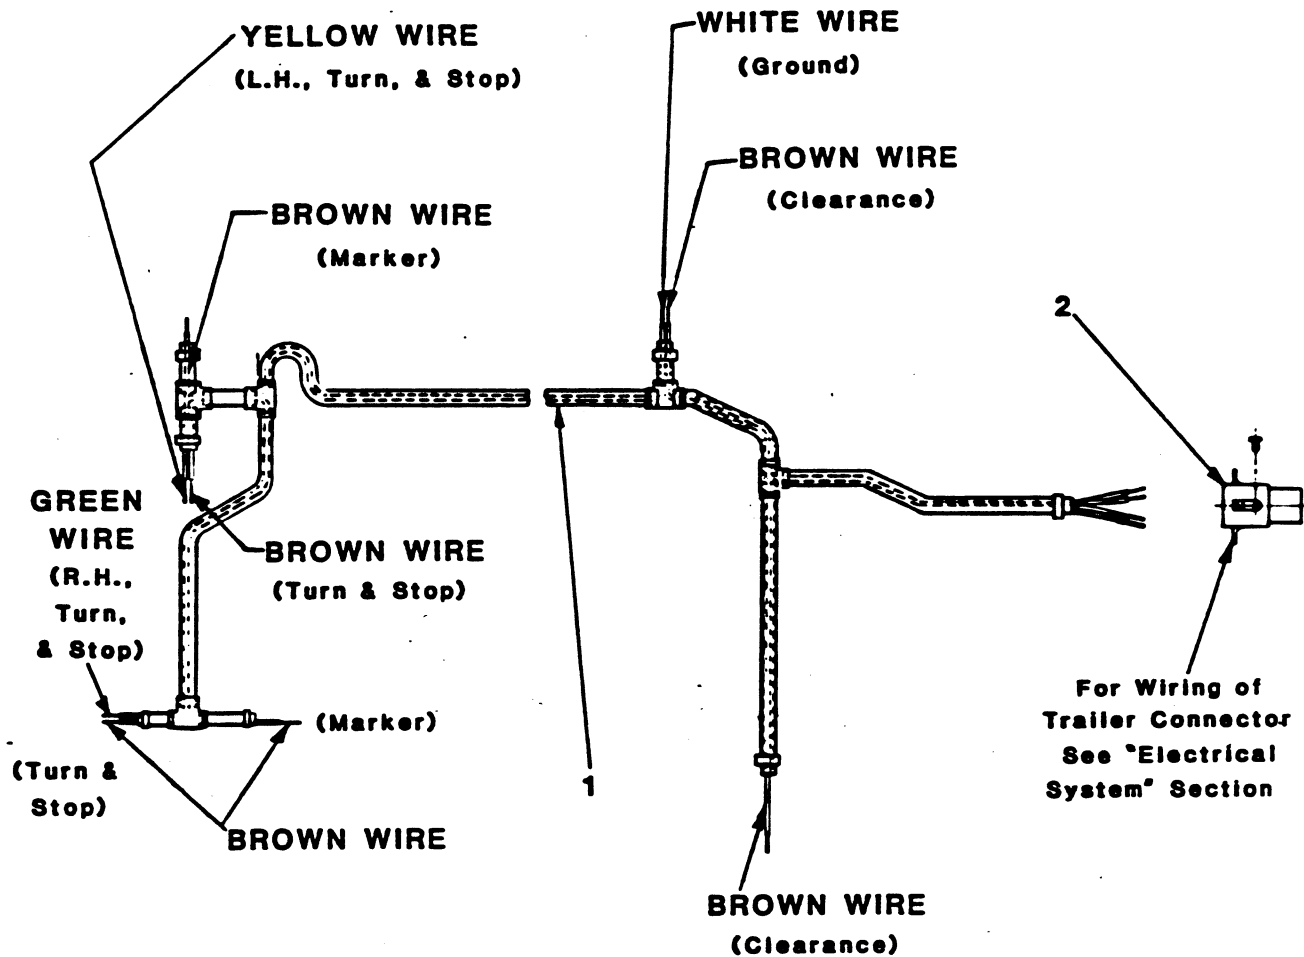 YELLOW WIRE
(L.H., Turn, & Stop)
WHITE WIRE
(Ground)
BROWN WIRE
(Clearance)
BROWN WIRE
(Marker)
2
GREEN
WIRE
(R.H.,
Turn,
& Stop)
BROWN WIRE
(Turn & Stop)
(Marker)
(Turn &
Stop)
BROWN WIRE
1
For Wiring of
Trailer Connector
See "Electrical
System" Section
BROWN WIRE
(Clearance)